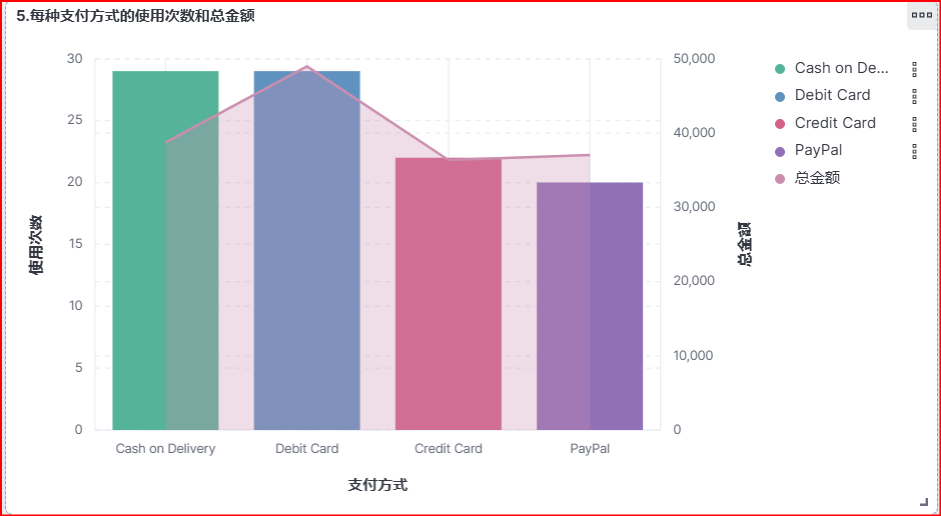 5.每种支付方式的使用次数和总金额
使用次数
30
25
20
15
10
5
0
50,000
40,000
30,000
20,000
10,000
0
总金额
Cash on Delivery
Debit Card
Credit Card
PayPal
支付方式
Cash on De...
Debit Card
Credit Card
PayPal
总金额